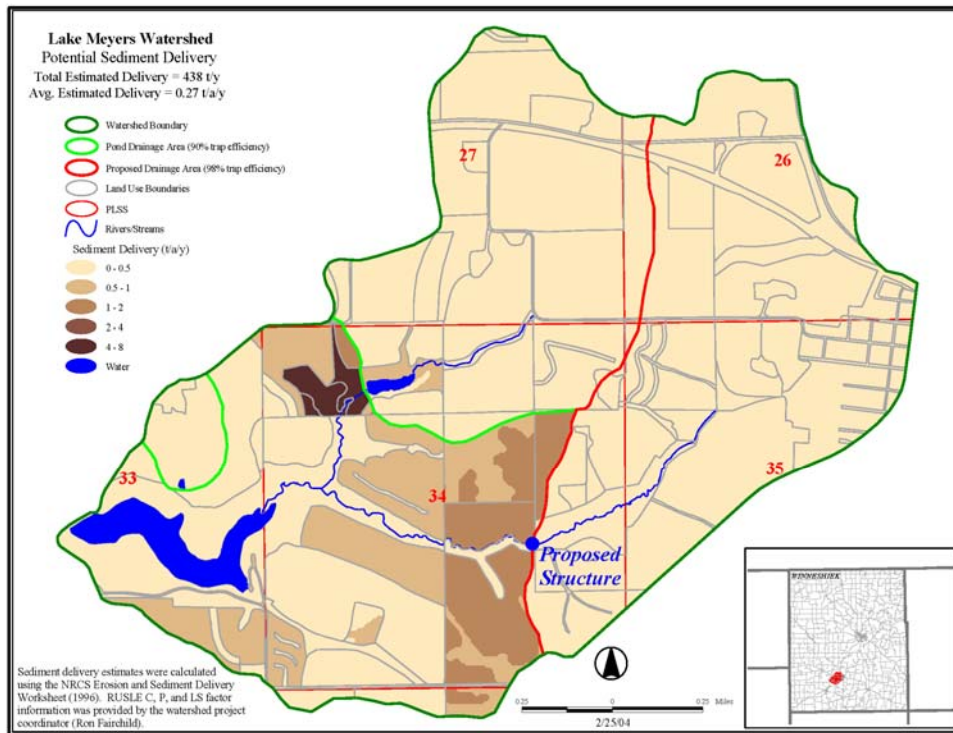 Lake Meyers Watershed
Potential Sediment Delivery
Total Estimated Delivery = 438 t/y
Avg. Estimated Delivery = 0.27 t/a/y
Watershed Boundary
Pond Drainage Area (90% trap efficiency)
Proposed Drainage Area (98% trap efficiency)
Land Use Boundaries
PLSS
Rivers/Streams
Sediment Delivery (t/a/y)
0 - 0.5
0.5 - 1
1 - 2
2 - 4
4 - 8
Water
27
26
33
34
35
Proposed
Structure
WINNESHIEK
Sediment delivery estimates were calculated
using the NRCS Erosion and Sediment Delivery
Worksheet (1996). RUSLE C, P, and LS factor
information was provided by the watershed project
coordinator (Ron Fairchild).
0.25 0 0.25 Miles
2/25/04